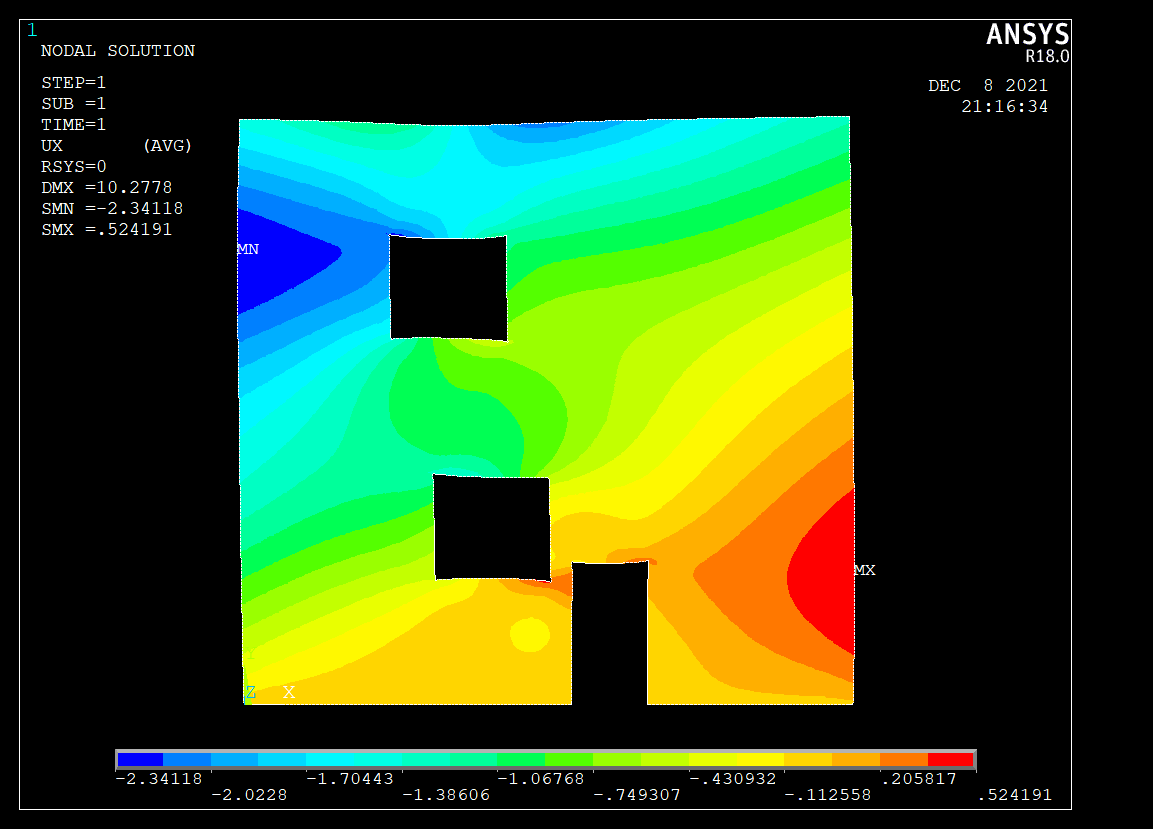 1
ANSYS
R18.0
NODAL SOLUTION
STEP=1
SUB =1
TIME=1
UX (AVG)
RSYS=0
DMX =10.2778
SMN =-2.34118
SMX =.524191
DEC 8 2021
21:16:34
MN
MX
Z X
-2.34118 -1.70443 -1.06768 -.430932 .205817
-2.0228 -1.38606 -.749307 -.112558 .524191